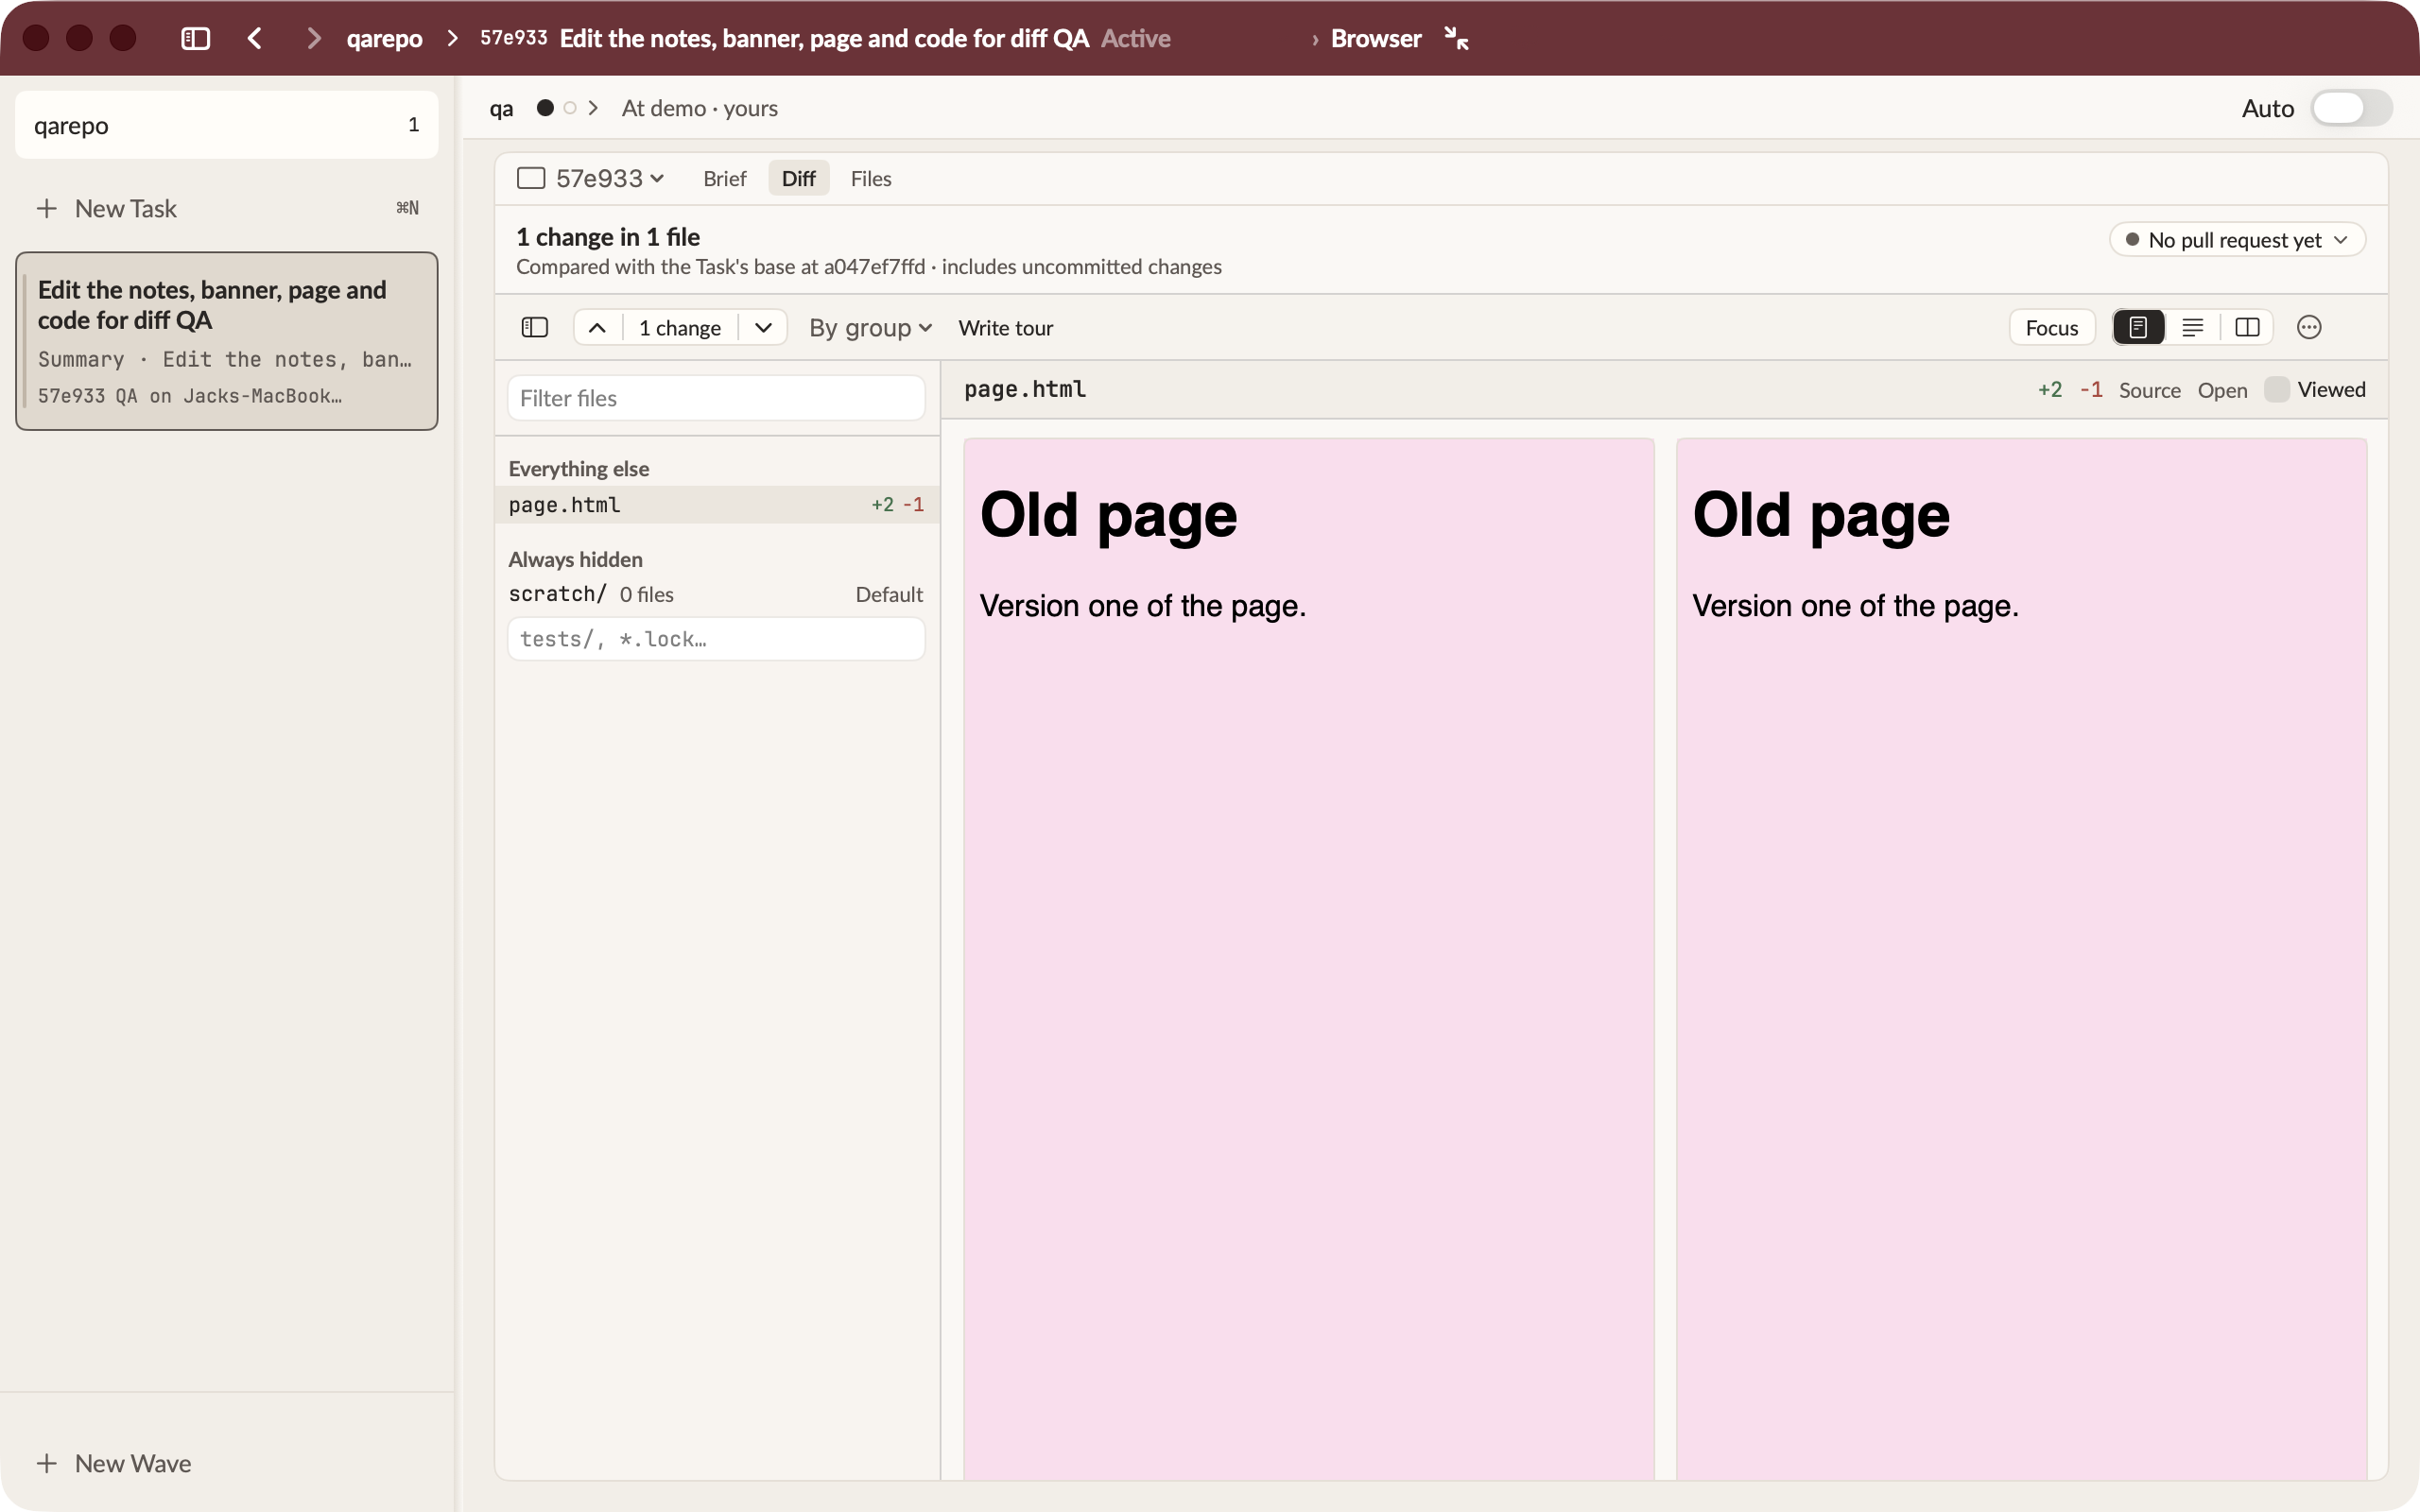 qarepo > 57e933 Edit the notes, banner, page and code for diff QA Active › Browser
qarepo 1
+ New Task ⌘N
Edit the notes, banner, page and
code for diff QA
Summary · Edit the notes, ban…
57e933 QA on Jacks-MacBook…
+ New Wave
qa > At demo · yours Auto
57e933 Brief Diff Files
1 change in 1 file
Compared with the Task's base at a047ef7ffd · includes uncommitted changes
No pull request yet
1 change By group Write tour Focus
Filter files
Everything else
page.html +2 -1
Always hidden
scratch/ 0 files Default
tests/, *.lock…
page.html +2 -1 Source Open Viewed
Old page
Version one of the page.
Old page
Version one of the page.